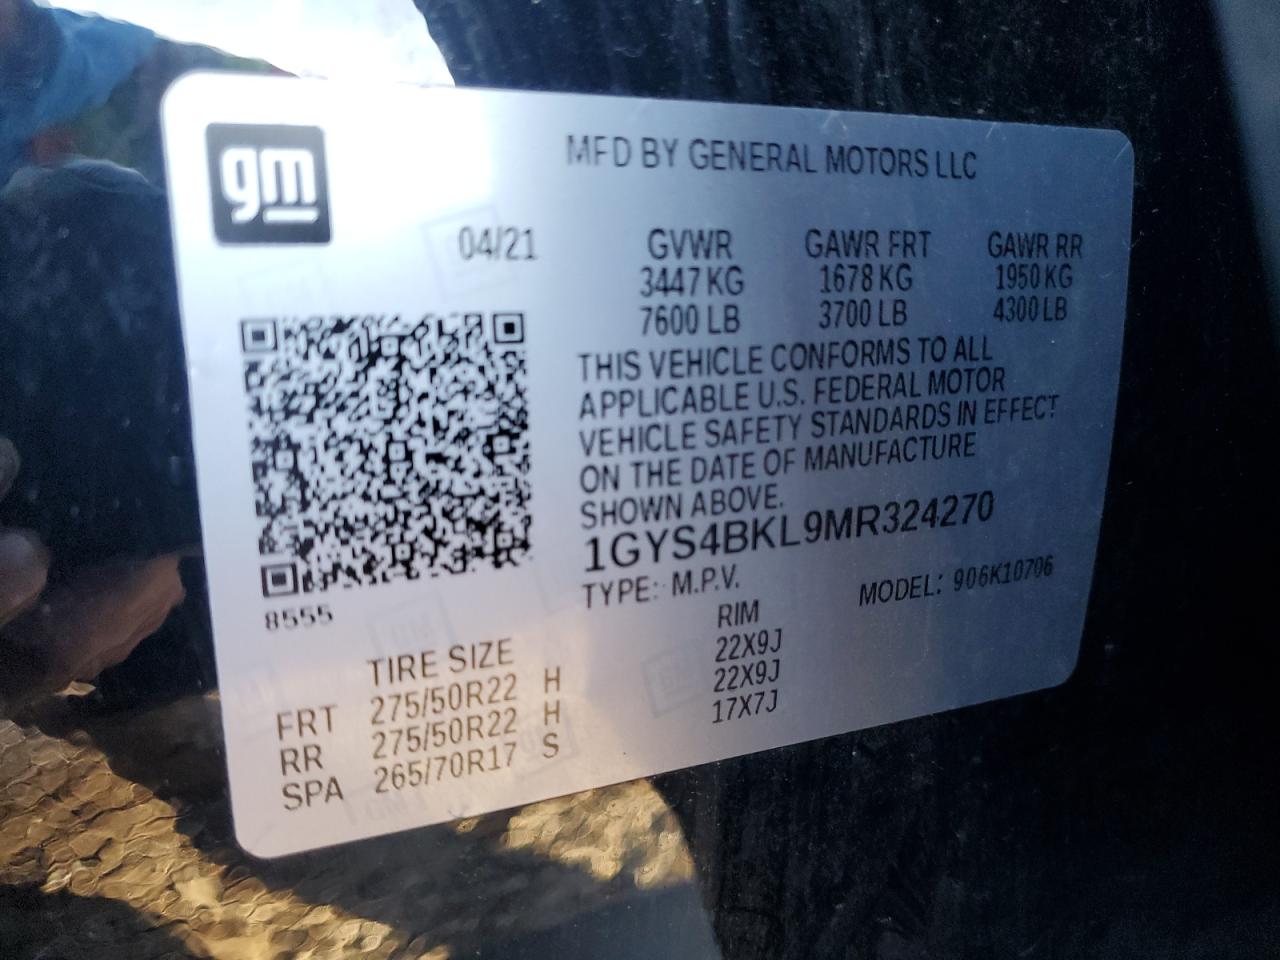 gm
MFD BY GENERAL MOTORS LLC
04/21 GVWR GAWR FRT GAWR RR
3447 KG 1678 KG 1950 KG
7600 LB 3700 LB 4300 LB
THIS VEHICLE CONFORMS TO ALL
APPLICABLE U.S. FEDERAL MOTOR
VEHICLE SAFETY STANDARDS IN EFFECT
ON THE DATE OF MANUFACTURE
SHOWN ABOVE.
1GYS4BKL9MR324270
TYPE: M.P.V. MODEL: 906K10706
8555
TIRE SIZE RIM
FRT 275/50R22 H 22X9J
RR 275/50R22 H 22X9J
SPA 265/70R17 S 17X7J